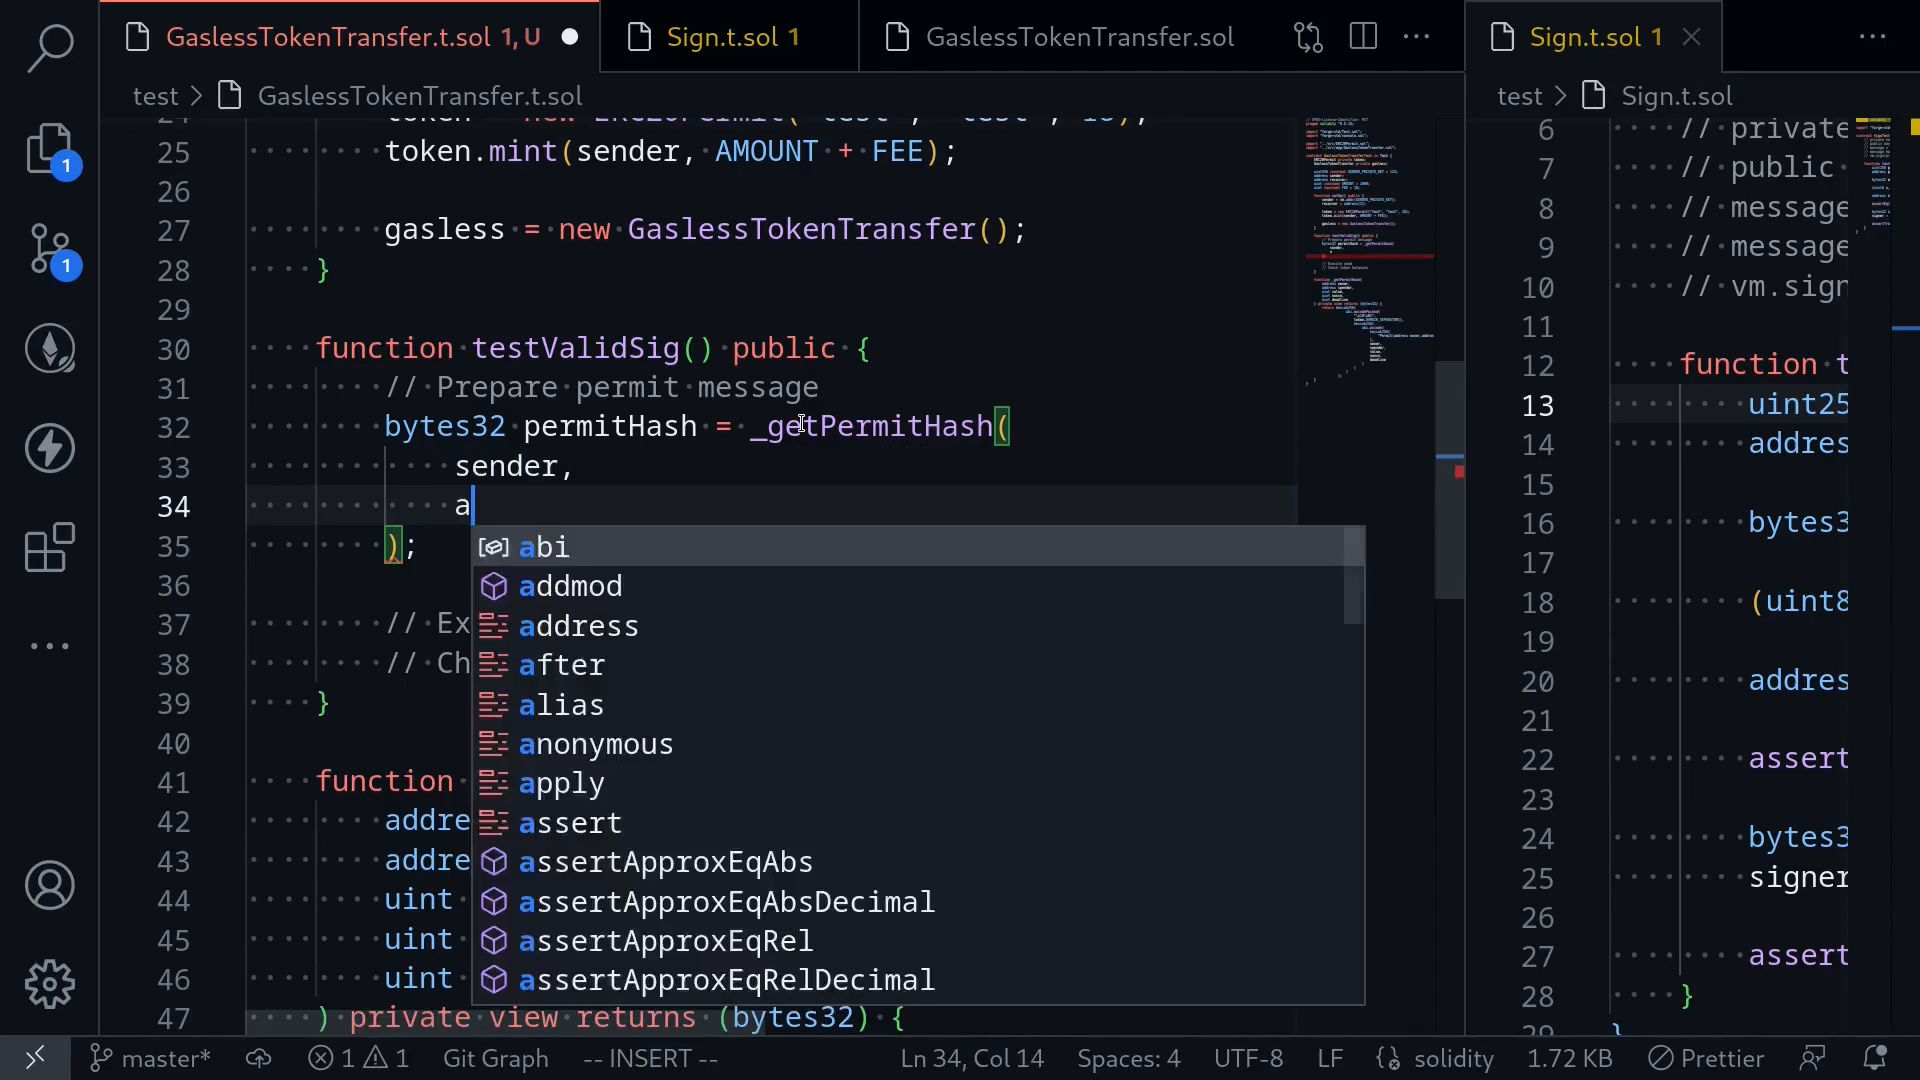 GaslessTokenTransfer.t.sol 1, U
Sign.t.sol 1
GaslessTokenTransfer.sol
Sign.t.sol 1
test > GaslessTokenTransfer.t.sol
25 token.mint(sender, AMOUNT + FEE);
26
27 gasless = new GaslessTokenTransfer();
28 }
29
30 function testValidSig() public {
31 // Prepare permit message
32 bytes32 permitHash = _getPermitHash(
33 sender,
34 a
35 );
36
37 // Ex
38 // Ch
39 }
40
41 function
42 addre
43 addre
44 uint
45 uint
46 uint
47 ) private view returns (bytes32) {
abi
addmod
address
after
alias
anonymous
apply
assert
assertApproxEqAbs
assertApproxEqAbsDecimal
assertApproxEqRel
assertApproxEqRelDecimal
test > Sign.t.sol
6 // private
7 // public
8 // message
9 // message
10 // vm.sign
11
12 function t
13 uint25
14 addres
15
16 bytes3
17
18 (uint8
19
20 addres
21
22 assert
23
24 bytes3
25 signer
26
27 assert
28 }
29 }
1
1
master* 1 1 Git Graph -- INSERT -- Ln 34, Col 14 Spaces: 4 UTF-8 LF solidity 1.72 KB Prettier